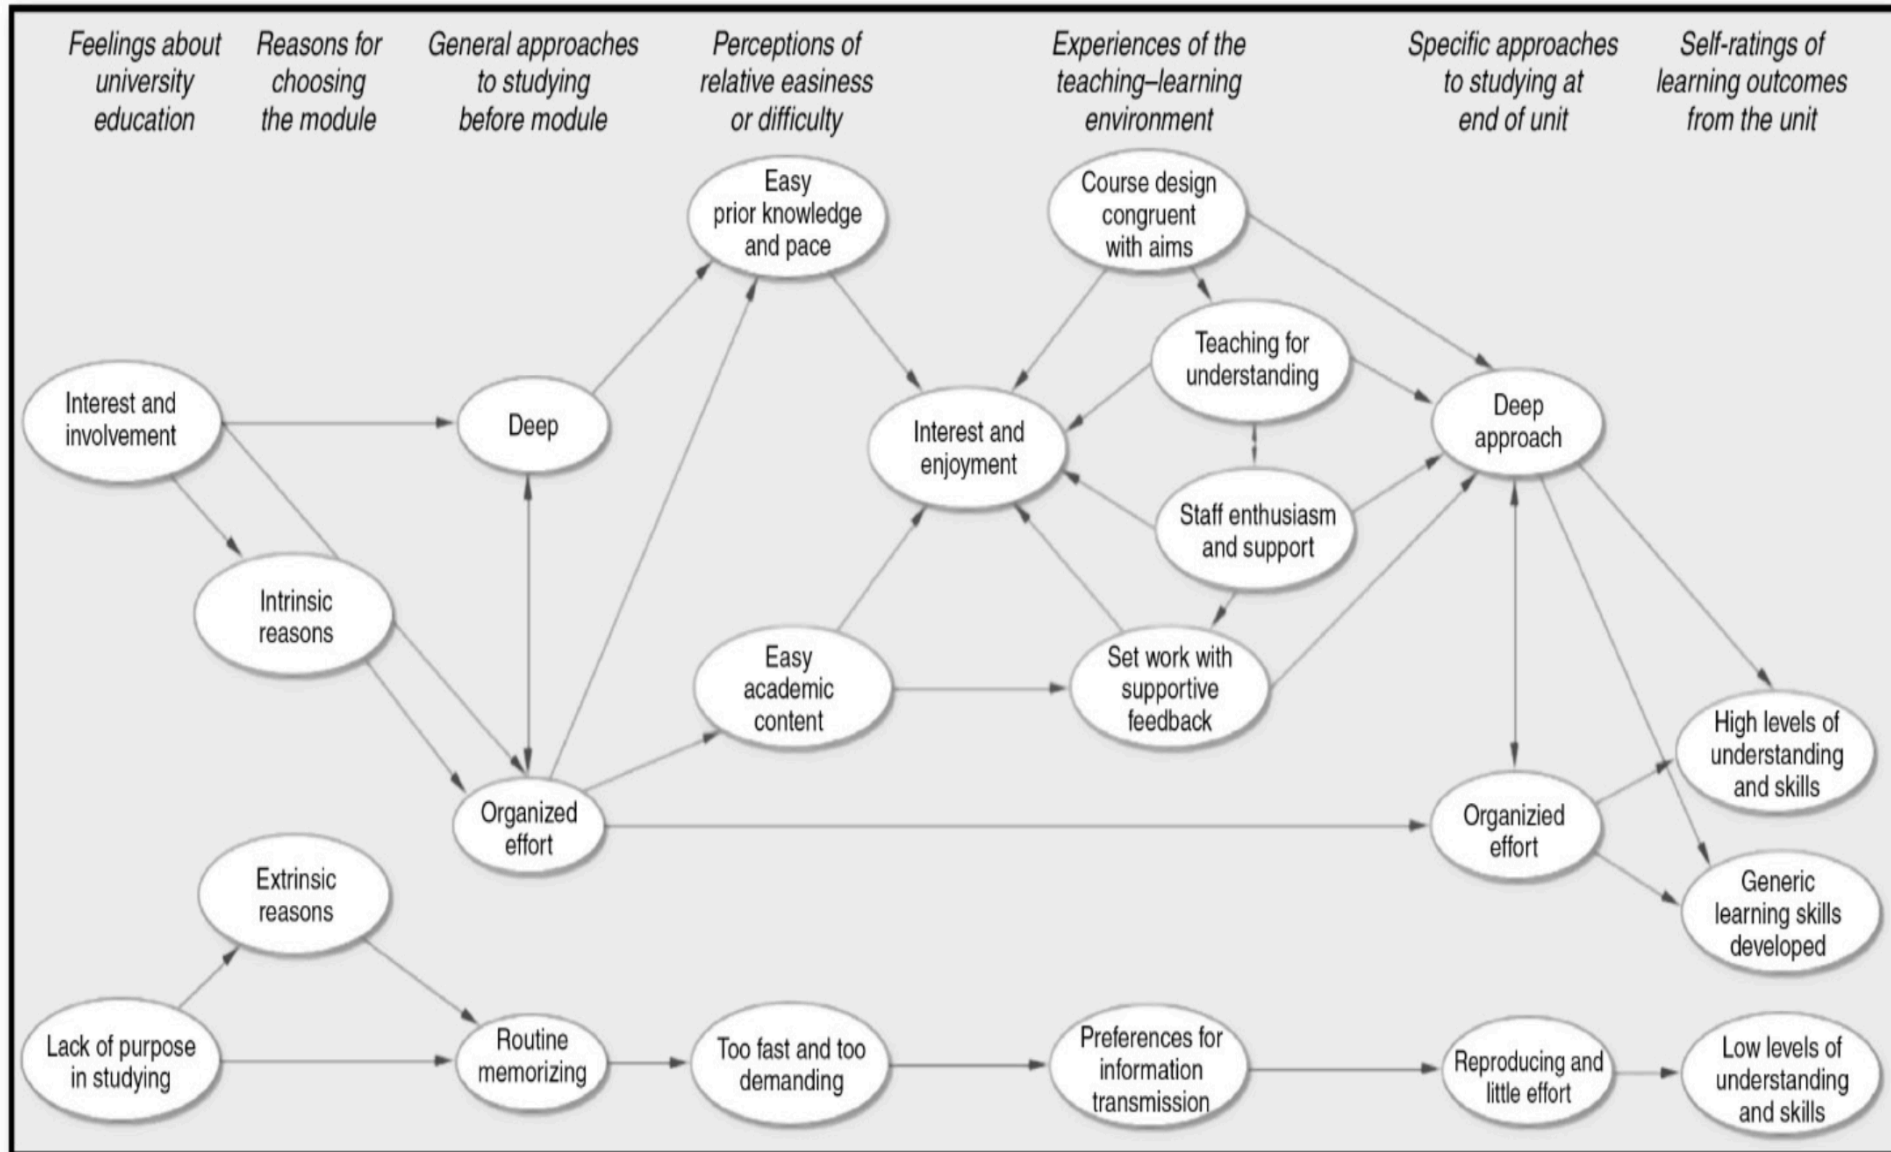 Feelings about
university
education
Reasons for
choosing
the module
General approaches
to studying
before module
Perceptions of
relative easiness
or difficulty
Experiences of the
teaching–learning
environment
Specific approaches
to studying at
end of unit
Self-ratings of
learning outcomes
from the unit
Easy
prior knowledge
and pace
Course design
congruent
with aims
Teaching for
understanding
Interest and
involvement
Deep
Interest and
enjoyment
Deep
approach
Staff enthusiasm
and support
Intrinsic
reasons
Easy
academic
content
Set work with
supportive
feedback
High levels of
understanding
and skills
Organized
effort
Organizied
effort
Extrinsic
reasons
Generic
learning skills
developed
Lack of purpose
in studying
Routine
memorizing
Too fast and too
demanding
Preferences for
information
transmission
Reproducing and
little effort
Low levels of
understanding
and skills